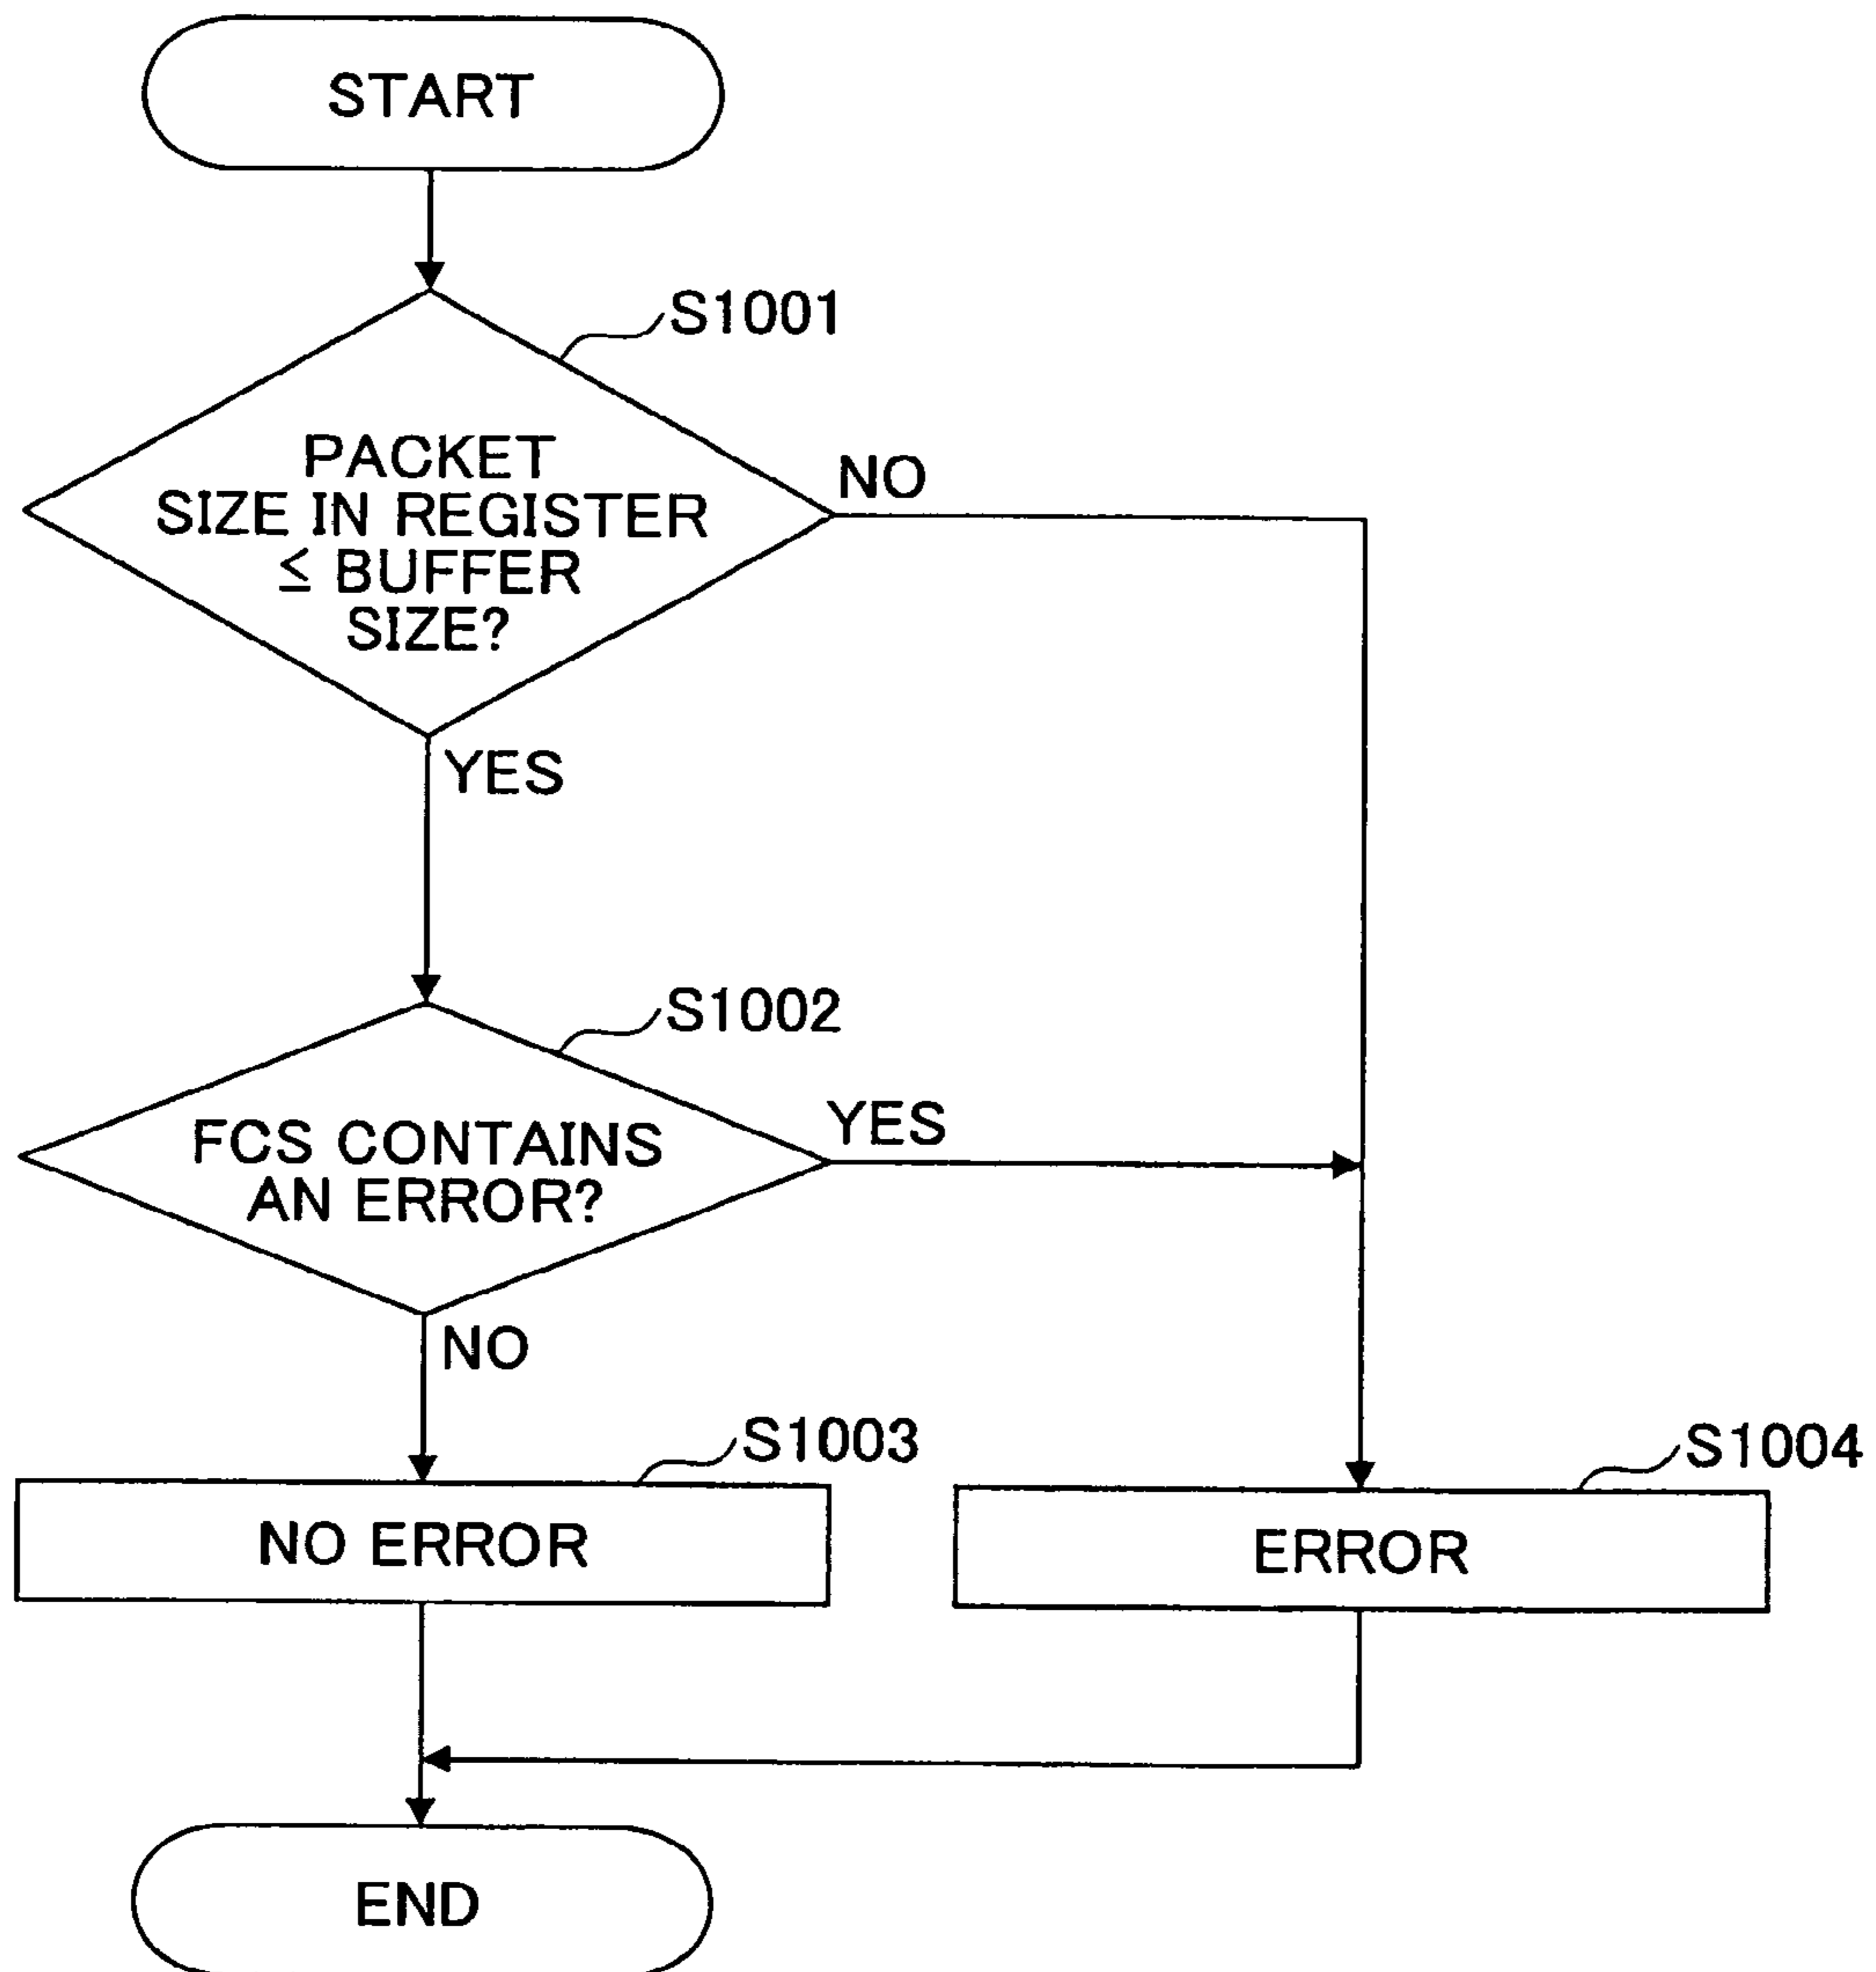 START
S1001
PACKET
SIZE IN REGISTER
≤ BUFFER
SIZE?
NO
YES
S1002
FCS CONTAINS
AN ERROR?
YES
NO
S1003
NO ERROR
S1004
ERROR
END